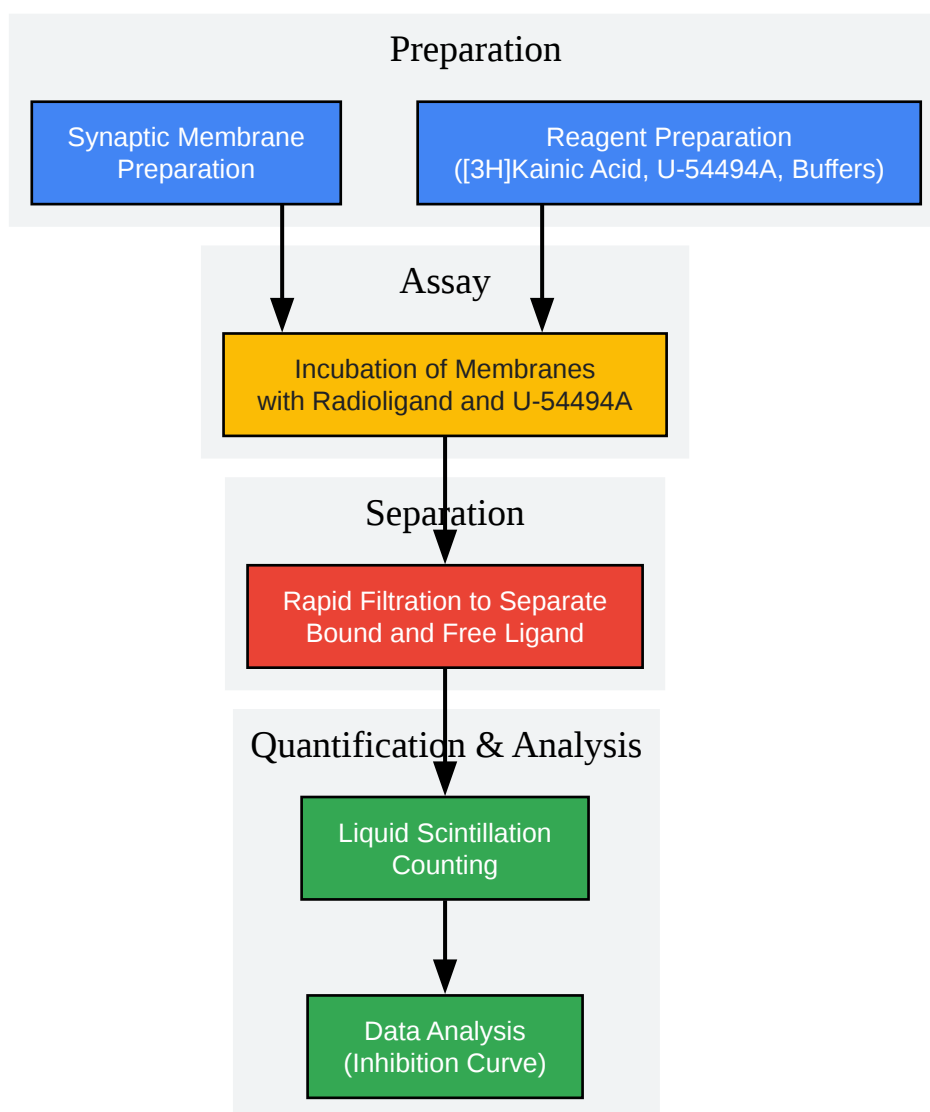 Preparation
Synaptic Membrane
Preparation
Reagent Preparation
([3H]Kainic Acid, U-54494A, Buffers)
Assay
Incubation of Membranes
with Radioligand and U-54494A
Separation
Rapid Filtration to Separate
Bound and Free Ligand
Quantification & Analysis
Liquid Scintillation
Counting
Data Analysis
(Inhibition Curve)